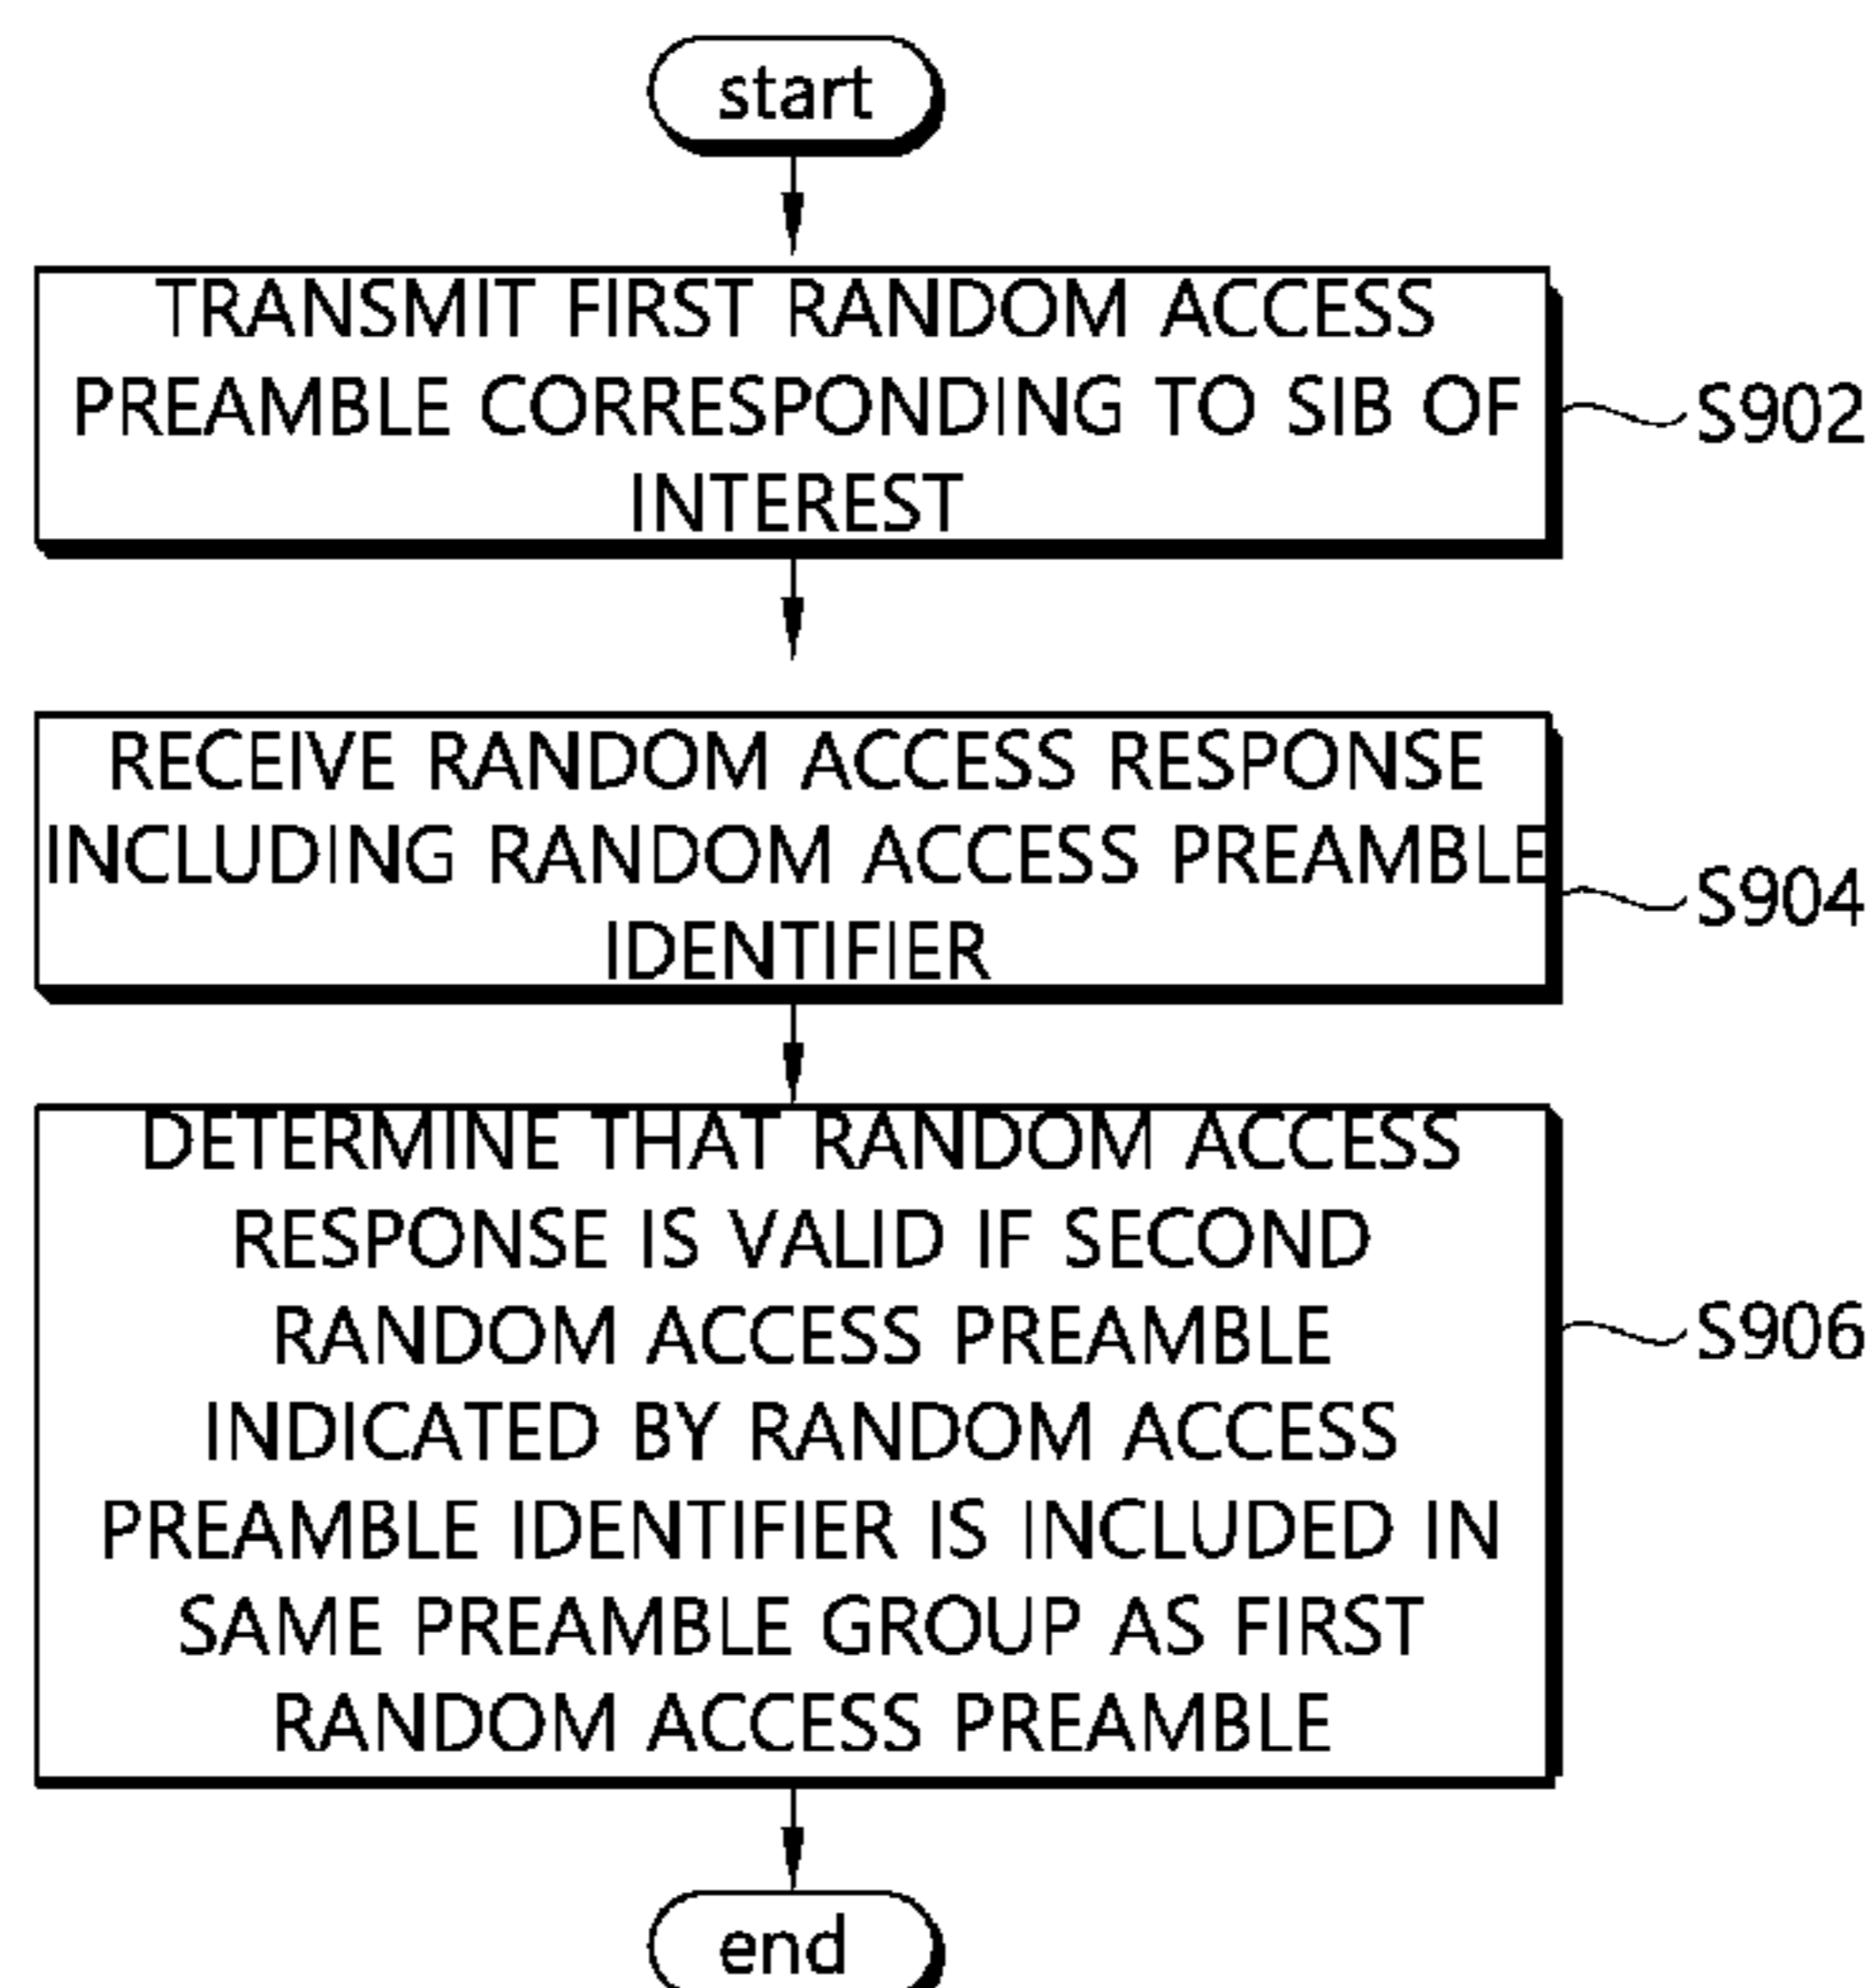 start
TRANSMIT FIRST RANDOM ACCESS
PREAMBLE CORRESPONDING TO SIB OF
INTEREST
S902
RECEIVE RANDOM ACCESS RESPONSE
INCLUDING RANDOM ACCESS PREAMBLE
IDENTIFIER
S904
DETERMINE THAT RANDOM ACCESS
RESPONSE IS VALID IF SECOND
RANDOM ACCESS PREAMBLE
INDICATED BY RANDOM ACCESS
PREAMBLE IDENTIFIER IS INCLUDED IN
SAME PREAMBLE GROUP AS FIRST
RANDOM ACCESS PREAMBLE
S906
end